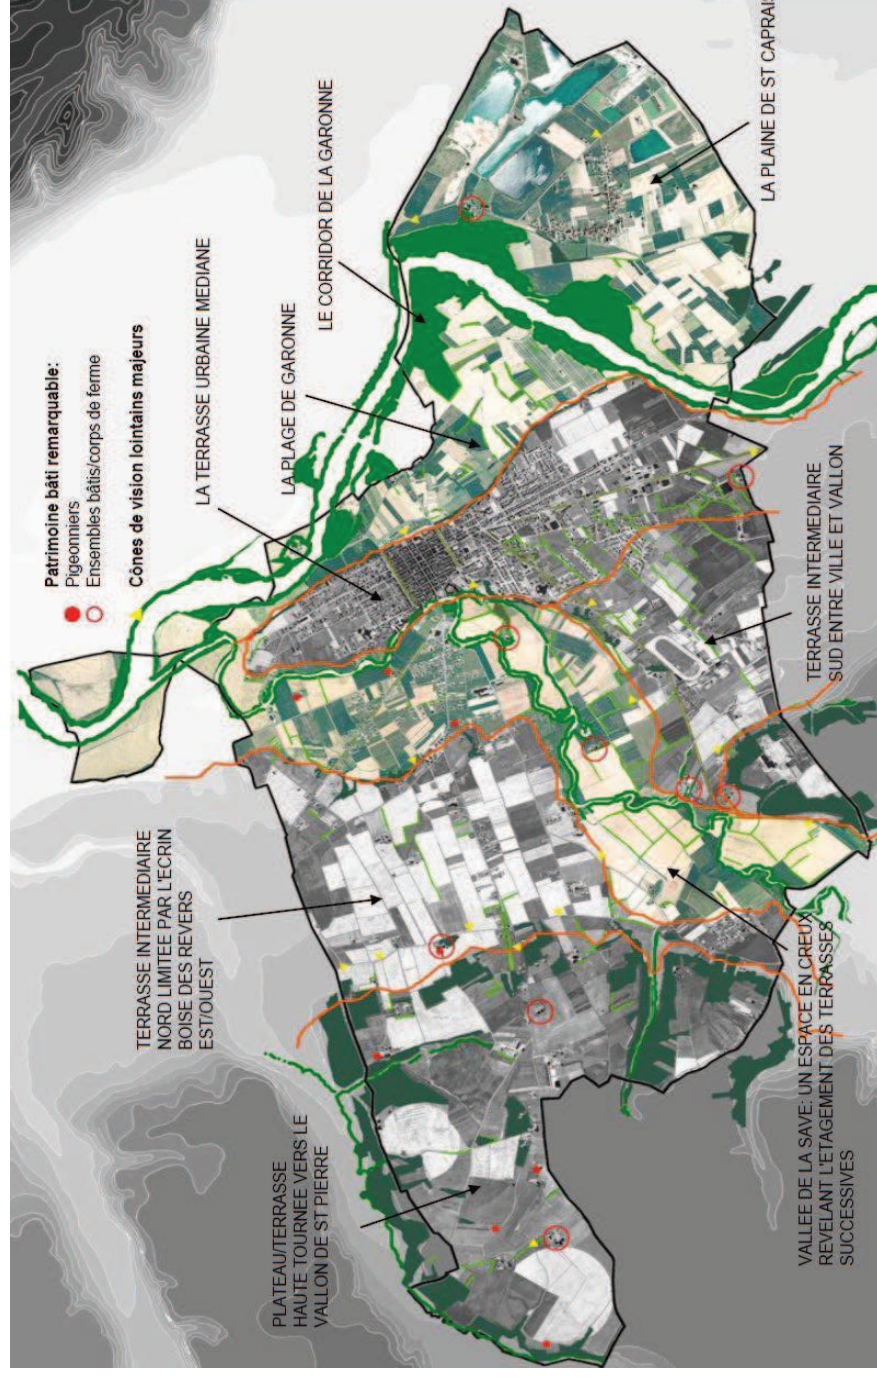 Patrimoine bâti remarquable:
Pigeonniers
Ensembles bâtis/corps de ferme
Cônes de vision lointains majeurs
TERRASSE INTERMEDIAIRE
NORD LIMITEE PAR L'ECRIN
BOISE DES REVERS
EST/OUEST
LA TERRASSE URBAINE MEDIANE
LA PLAGE DE GARONNE
LE CORRIDOR DE LA GARONNE
PLATEAU/TERRASSE
HAUTE TOURNEE VERS LE
VALLON DE ST PIERRE
VALLEE DE LA SAVE: UN ESPACE EN CREUX
REVELANT L'ETAGEMENT DES TERRASSES
SUCCESSIVES
TERRASSE INTERMEDIAIRE
SUD ENTRE VILLE ET VALLON
LA PLAINE DE ST CAPRAIS